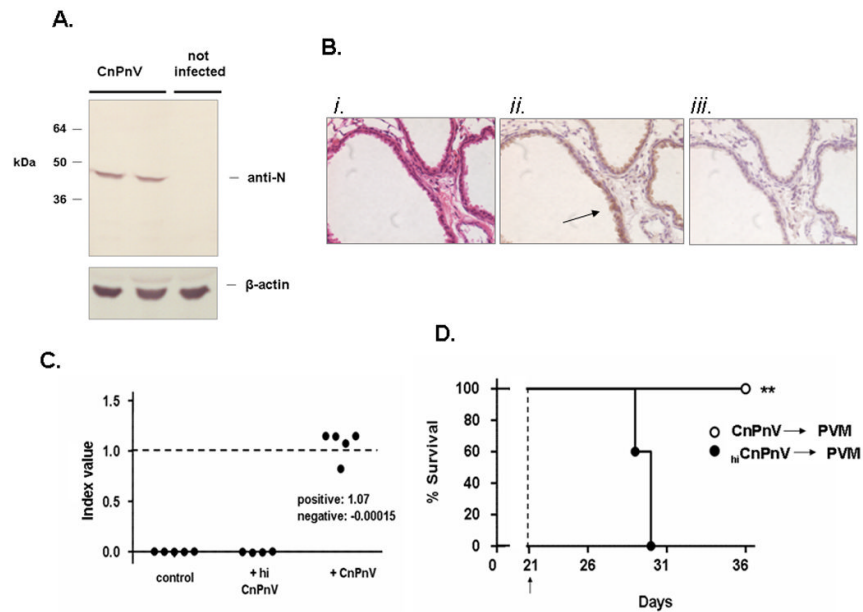 A.
CnPnV
not
infected
kDa
64
50
36
anti-N
β-actin
B.
i.
ii.
iii.
C.
Index value
1.5
1.0
0.5
0.0
positive: 1.07
negative: -0.00015
control
+ hi
CnPnV
+ CnPnV
D.
% Survival
100
80
60
40
20
0
**
CnPnV → PVM
hiCnPnV → PVM
0
21
26
31
36
↑
Days